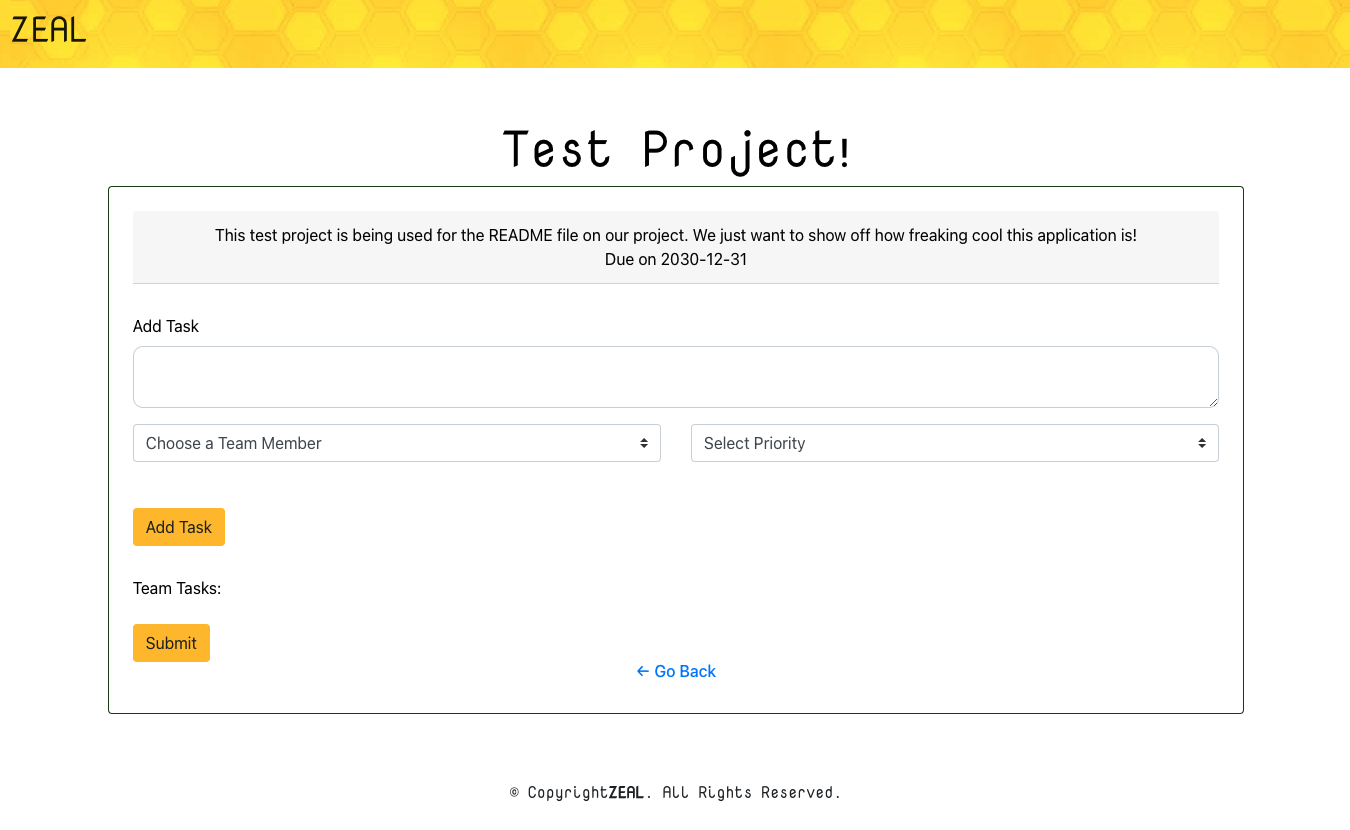 ZEAL
Test Project!
This test project is being used for the README file on our project. We just want to show off how freaking cool this application is!
Due on 2030-12-31
Add Task
Choose a Team Member
Select Priority
Add Task
Team Tasks:
Submit
← Go Back
© CopyrightZEAL. All Rights Reserved.